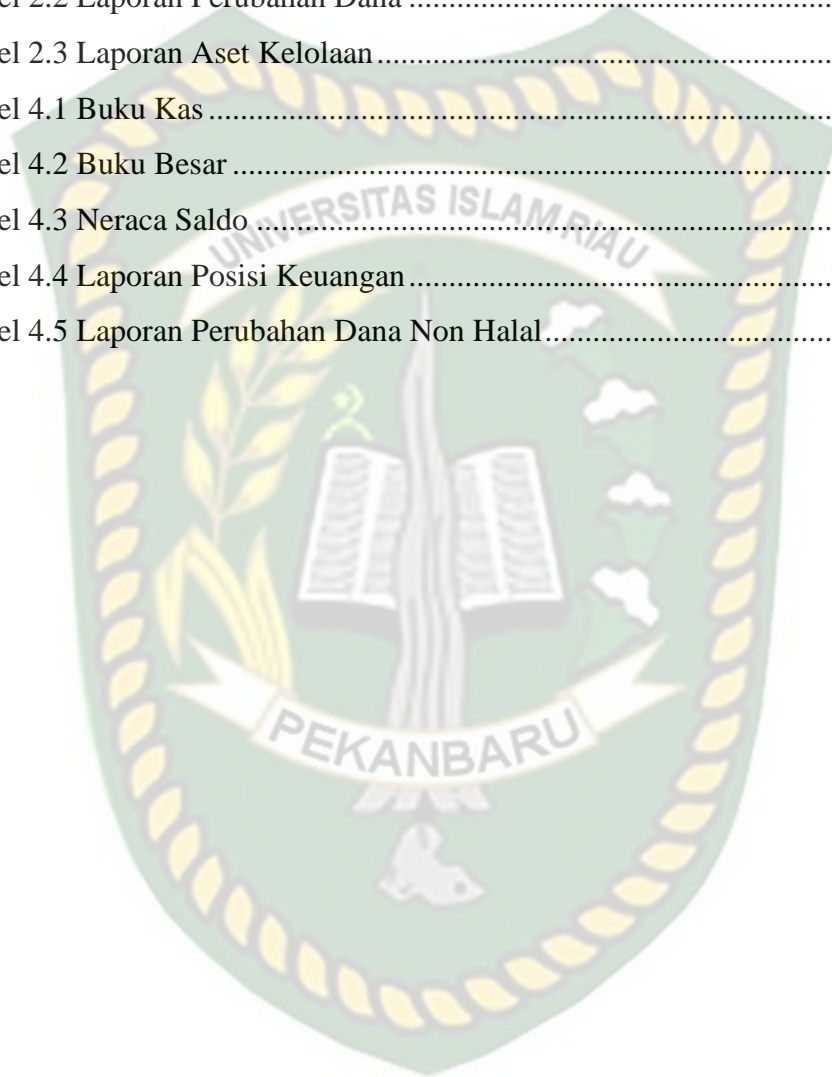 el 2.2 Laporan Perubahan Dana ........................................................
el 2.3 Laporan Aset Kelolaan ............................................................
el 4.1 Buku Kas ..................................................................................
el 4.2 Buku Besar ...............................................................................
UNIVERSITAS ISLAM RIAU
el 4.3 Neraca Saldo ............................................................................
el 4.4 Laporan Posisi Keuangan ........................................................
el 4.5 Laporan Perubahan Dana Non Halal .......................................
PEKANBARU